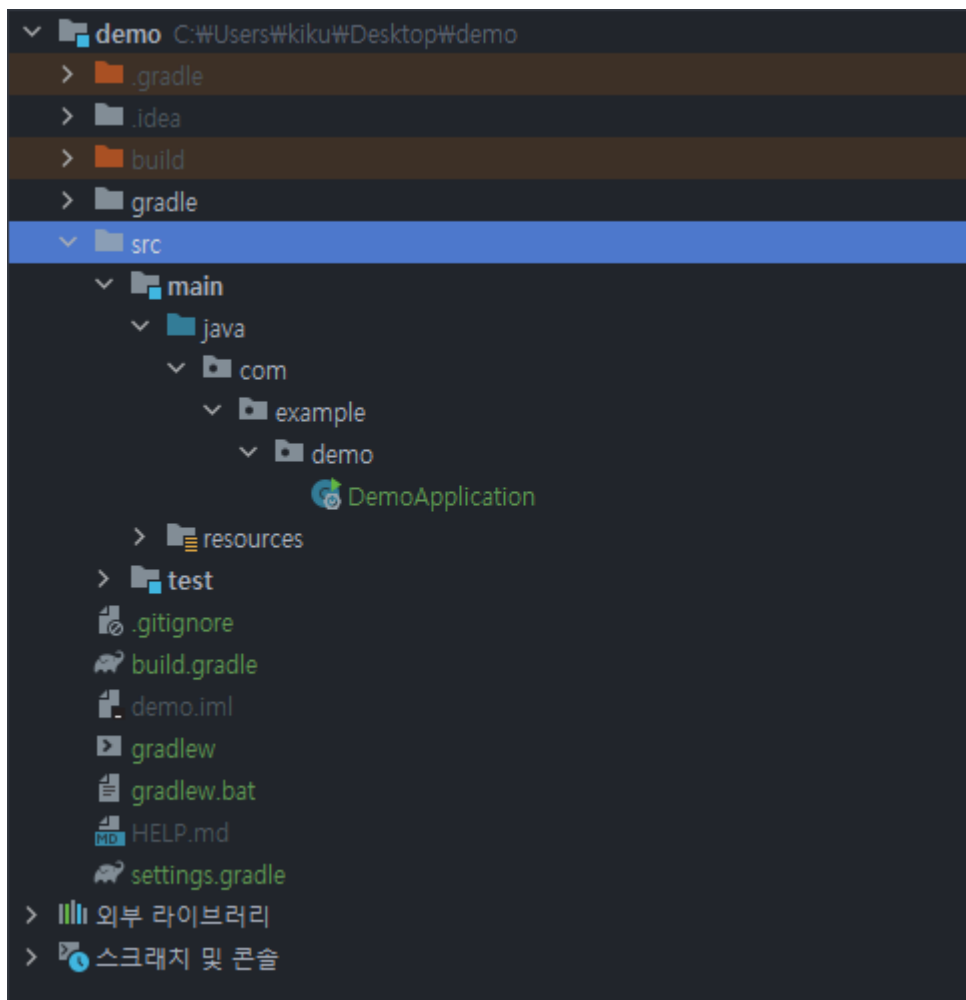 demo C:₩Users₩kiku₩Desktop₩demo
.gradle
.idea
build
gradle
src
main
java
com
example
demo
DemoApplication
resources
test
.gitignore
build.gradle
demo.iml
gradlew
gradlew.bat
HELP.md
settings.gradle
외부 라이브러리
스크래치 및 콘솔